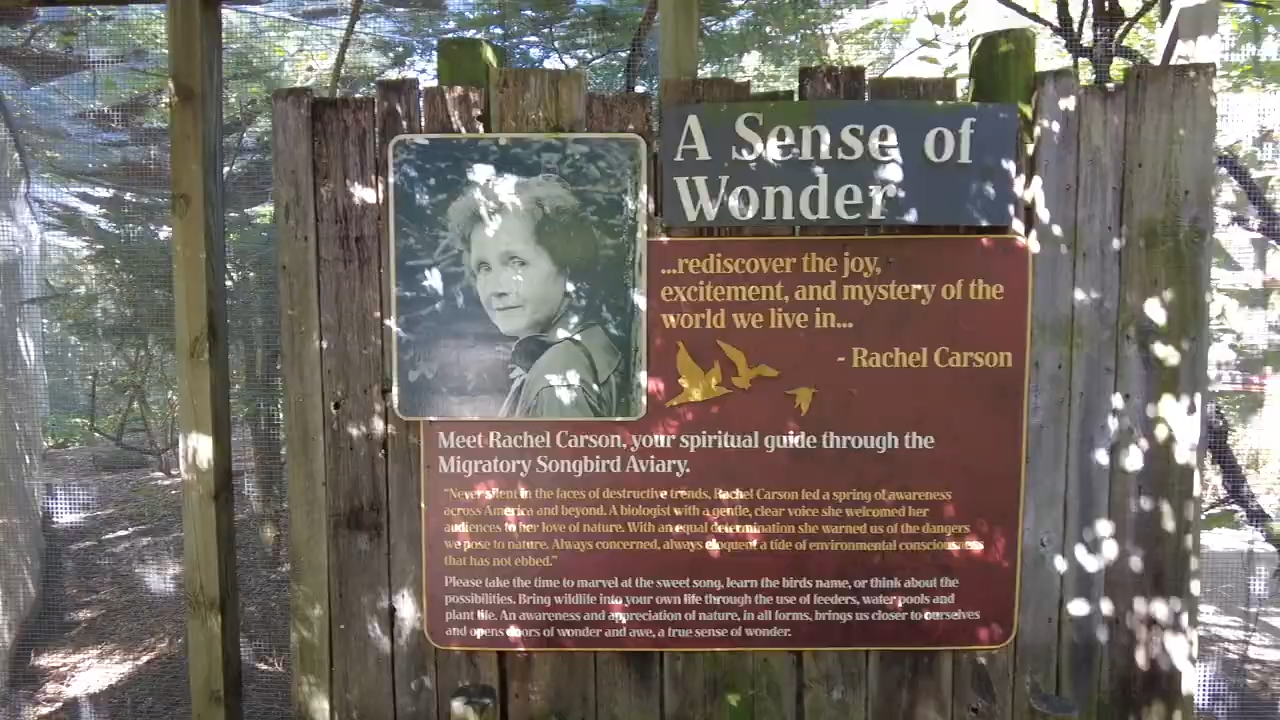 A Sense of
Wonder
...rediscover the joy,
excitement, and mystery of the
world we live in...
- Rachel Carson
Meet Rachel Carson, your spiritual guide through the
Migratory Songbird Aviary.
"Never silent in the faces of destructive trends, Rachel Carson fed a spring of awareness
across America and beyond. A biologist with a gentle, clear voice she welcomed her
audiences to her love of nature. With an equal determination she warned us of the dangers
we pose to nature. Always concerned, always eloquent a tide of environmental consciousness
that has not ebbed."
Please take the time to marvel at the sweet song, learn the birds name, or think about the
possibilities. Bring wildlife into your own life through the use of feeders, water pools and
plant life. An awareness and appreciation of nature, in all forms, brings us closer to ourselves
and opens doors of wonder and awe, a true sense of wonder.